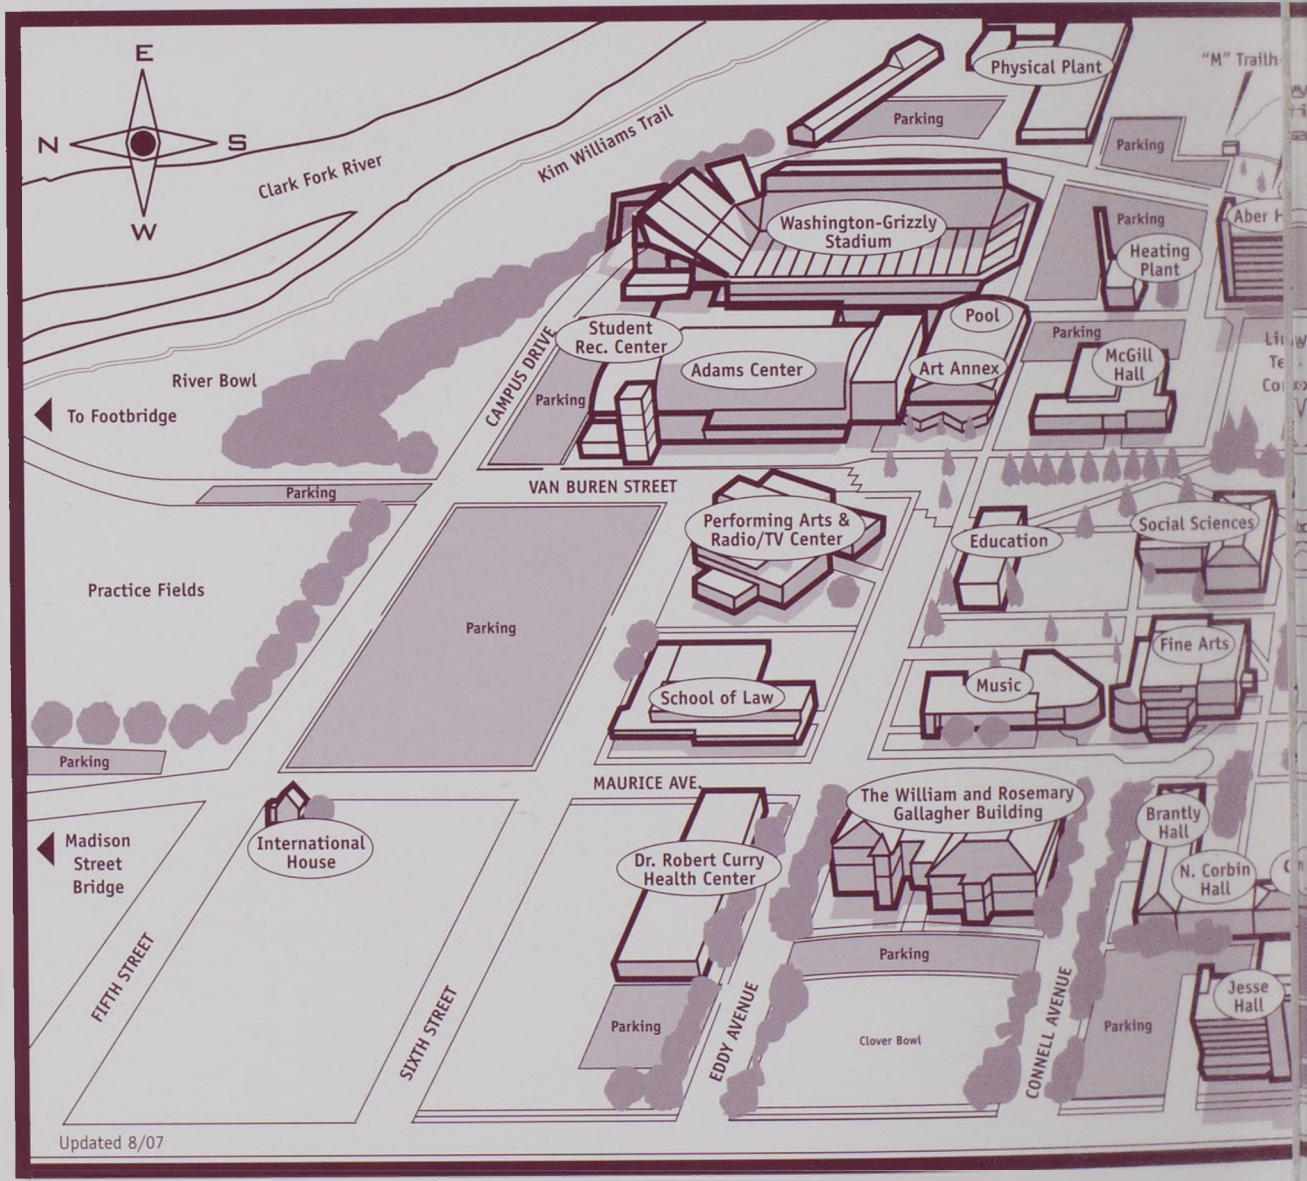 E
N
S
W
Clark Fork River
Kim Williams Trail
Physical Plant
"M"
Parking
Parking
Washington-Grizzly
Stadium
Parking
Heating
Plant
Aber
Student
Rec. Center
Pool
Parking
McGill
Hall
Adams Center
Art Annex
River Bowl
CAMPUS DRIVE
Parking
To Footbridge
Parking
VAN BUREN STREET
Performing Arts &
Radio/TV Center
Education
Social Sciences
Practice Fields
Parking
Fine Arts
School of Law
Music
Parking
MAURICE AVE.
The William and Rosemary
Gallagher Building
Brantly
Hall
International
House
Dr. Robert Curry
Health Center
N. Corbin
Hall
Madison
Street
Bridge
Parking
FIFTH STREET
SIXTH STREET
Parking
EDDY AVENUE
Clover Bowl
CONNELL AVENUE
Parking
Jesse
Hall
Updated 8/07